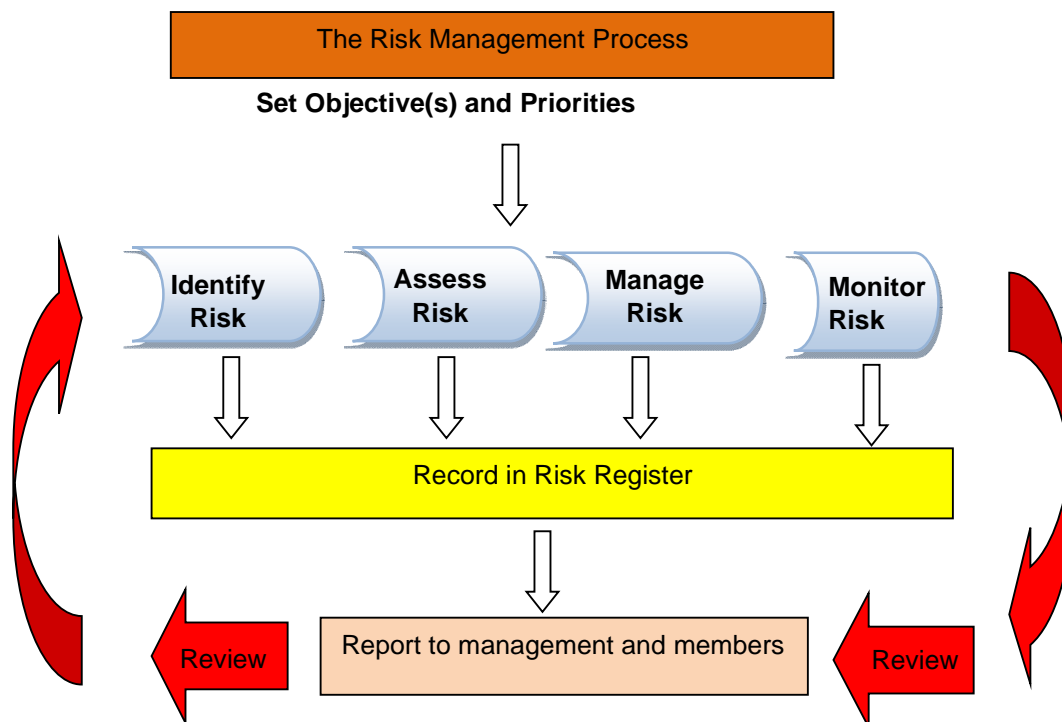 The Risk Management Process
Set Objective(s) and Priorities
Identify
Risk
Assess
Risk
Manage
Risk
Monitor
Risk
Record in Risk Register
Report to management and members
Review
Review